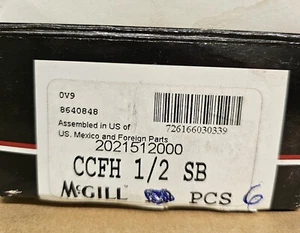 0V9
8640848
Assembled in US of
US, Mexico and Foreign Parts
726166030339
2021512000
CCFH 1/2 SB
McGILL PCS 6